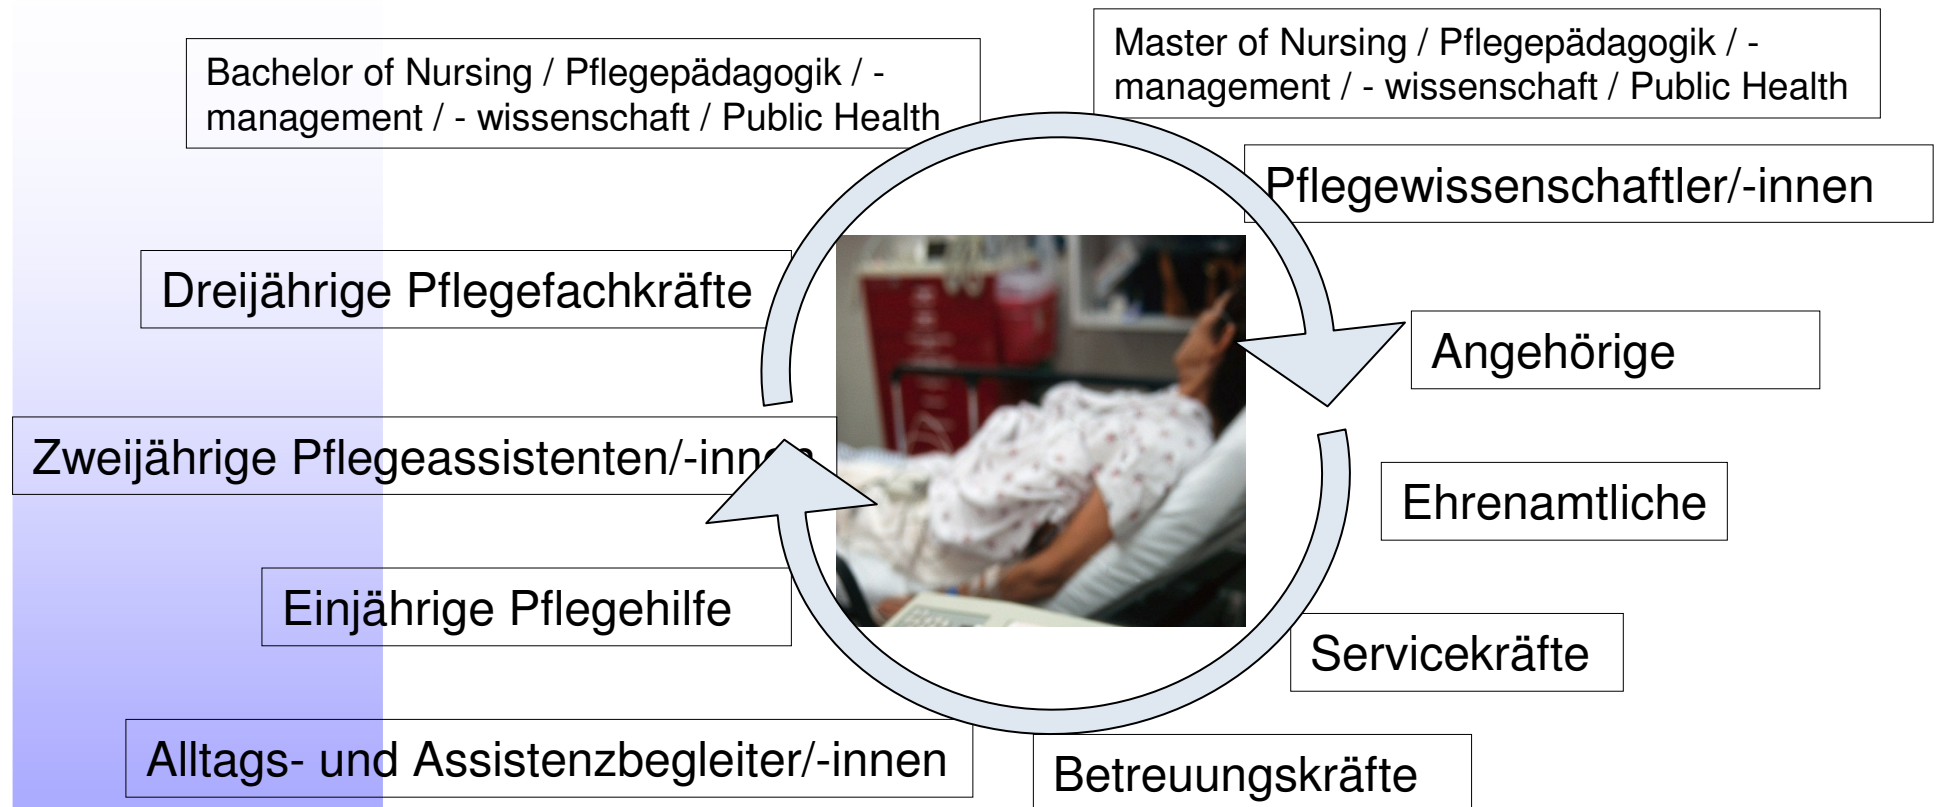 Bachelor of Nursing / Pflegepädagogik / -
management / - wissenschaft / Public Health
Master of Nursing / Pflegepädagogik / -
management / - wissenschaft / Public Health
Pflegewissenschaftler/-innen
Dreijährige Pflegefachkräfte
Angehörige
Zweijährige Pflegeassistenten/-innen
Ehrenamtliche
Einjährige Pflegehilfe
Servicekräfte
Alltags- und Assistenzbegleiter/-innen
Betreuungskräfte